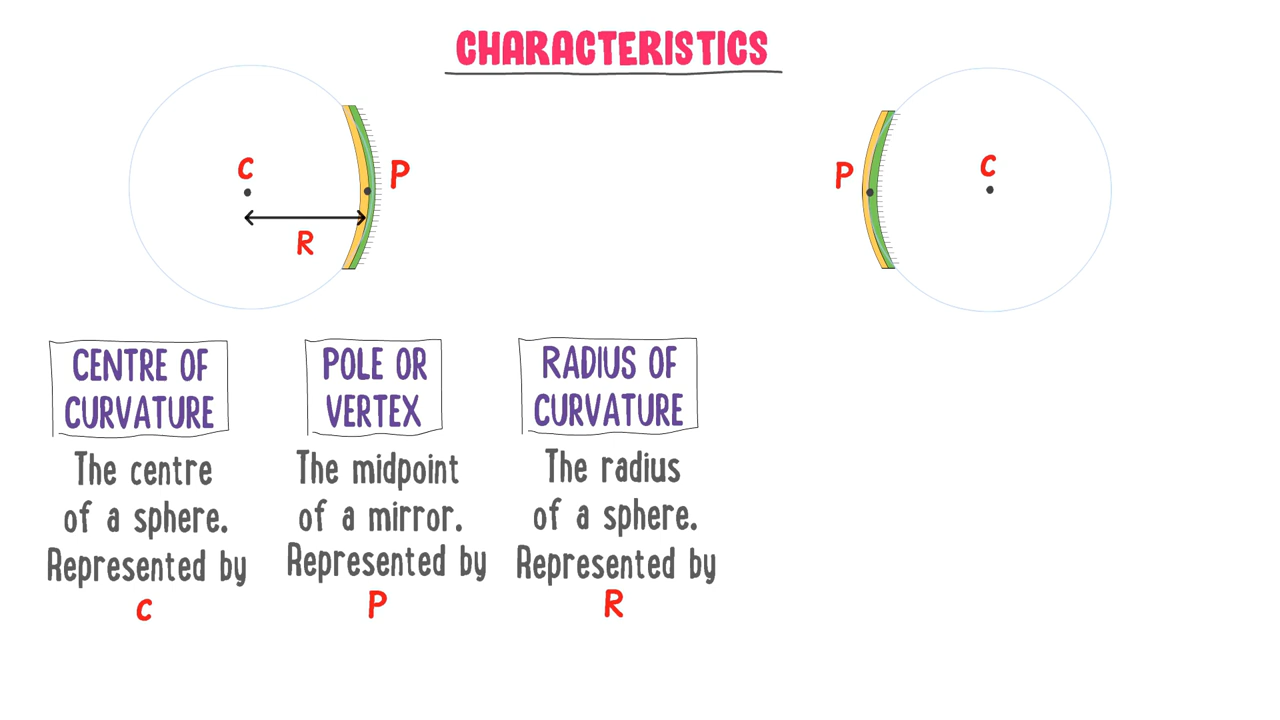 CHARACTERISTICS
C
P
R
P
C
CENTRE OF
CURVATURE
The centre
of a sphere.
Represented by
C
POLE OR
VERTEX
The midpoint
of a mirror.
Represented by
P
RADIUS OF
CURVATURE
The radius
of a sphere.
Represented by
R